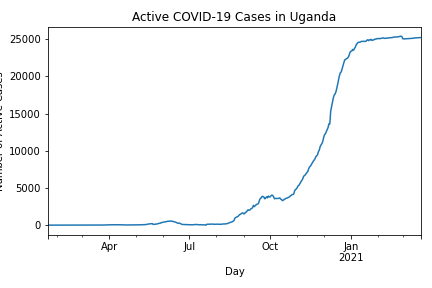 Active COVID-19 Cases in Uganda
25000
20000
15000
10000
5000
0
Number of Active Cases
Apr
Jul
Oct
Jan
2021
Day